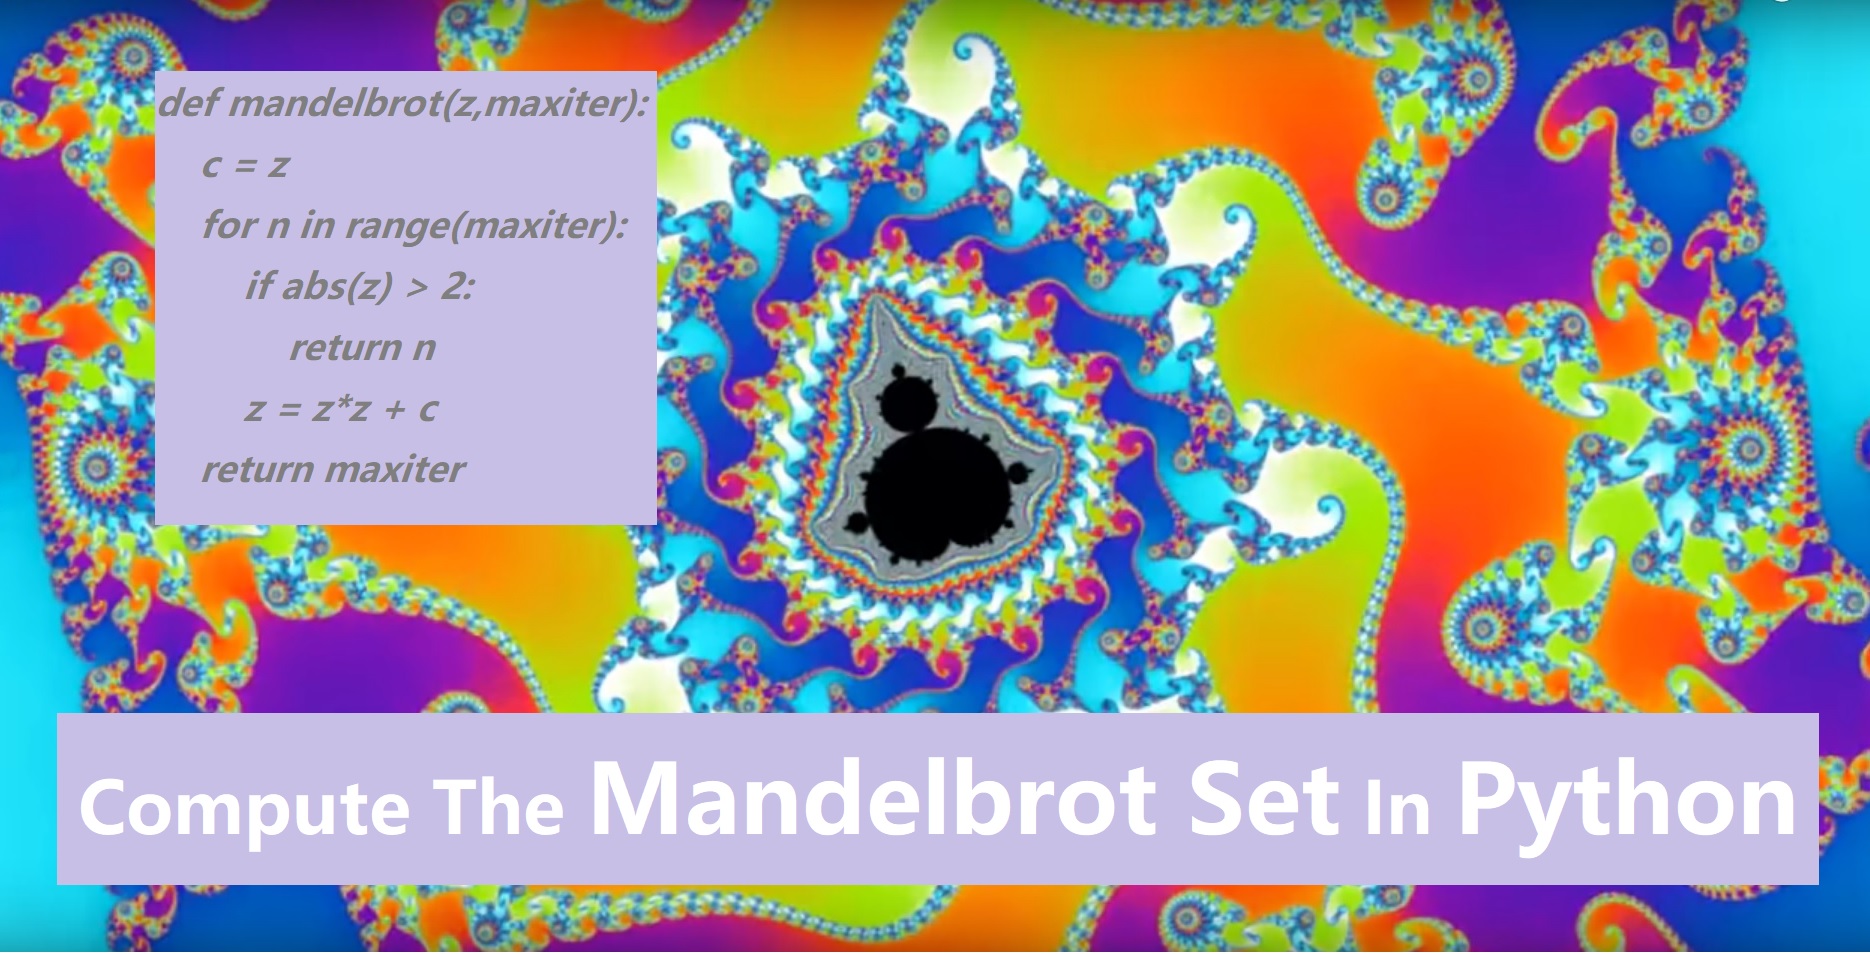 def mandelbrot(z,maxiter):
c = z
for n in range(maxiter):
if abs(z) > 2:
return n
z = z*z + c
return maxiter
Compute The Mandelbrot Set In Python